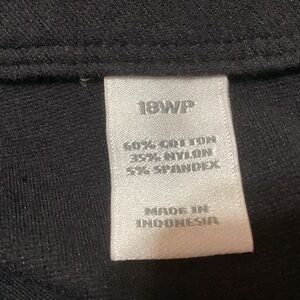 18WP
60% COTTON
35% NYLON
5% SPANDEX
MADE IN
INDONESIA